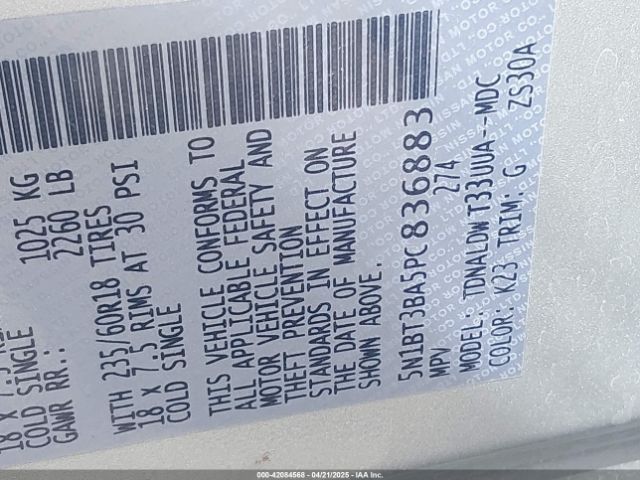 18 X 7.5
COLD SINGLE
GAWR RR.: 1025 KG
2260 LB
WITH 235/60R18 TIRES
18 X 7.5 RIMS AT 30 PSI
COLD SINGLE
THIS VEHICLE CONFORMS TO
ALL APPLICABLE FEDERAL
MOTOR VEHICLE SAFETY AND
THEFT PREVENTION
STANDARDS IN EFFECT ON
THE DATE OF MANUFACTURE
SHOWN ABOVE.
5N1BT3BA5PC836883
MPV 274
MODEL: TDNALDWT33UUA--MDC
COLOR: K23 TRIM: G ZS30A
000-42084568 - 04/21/2025 - IAAI.COM